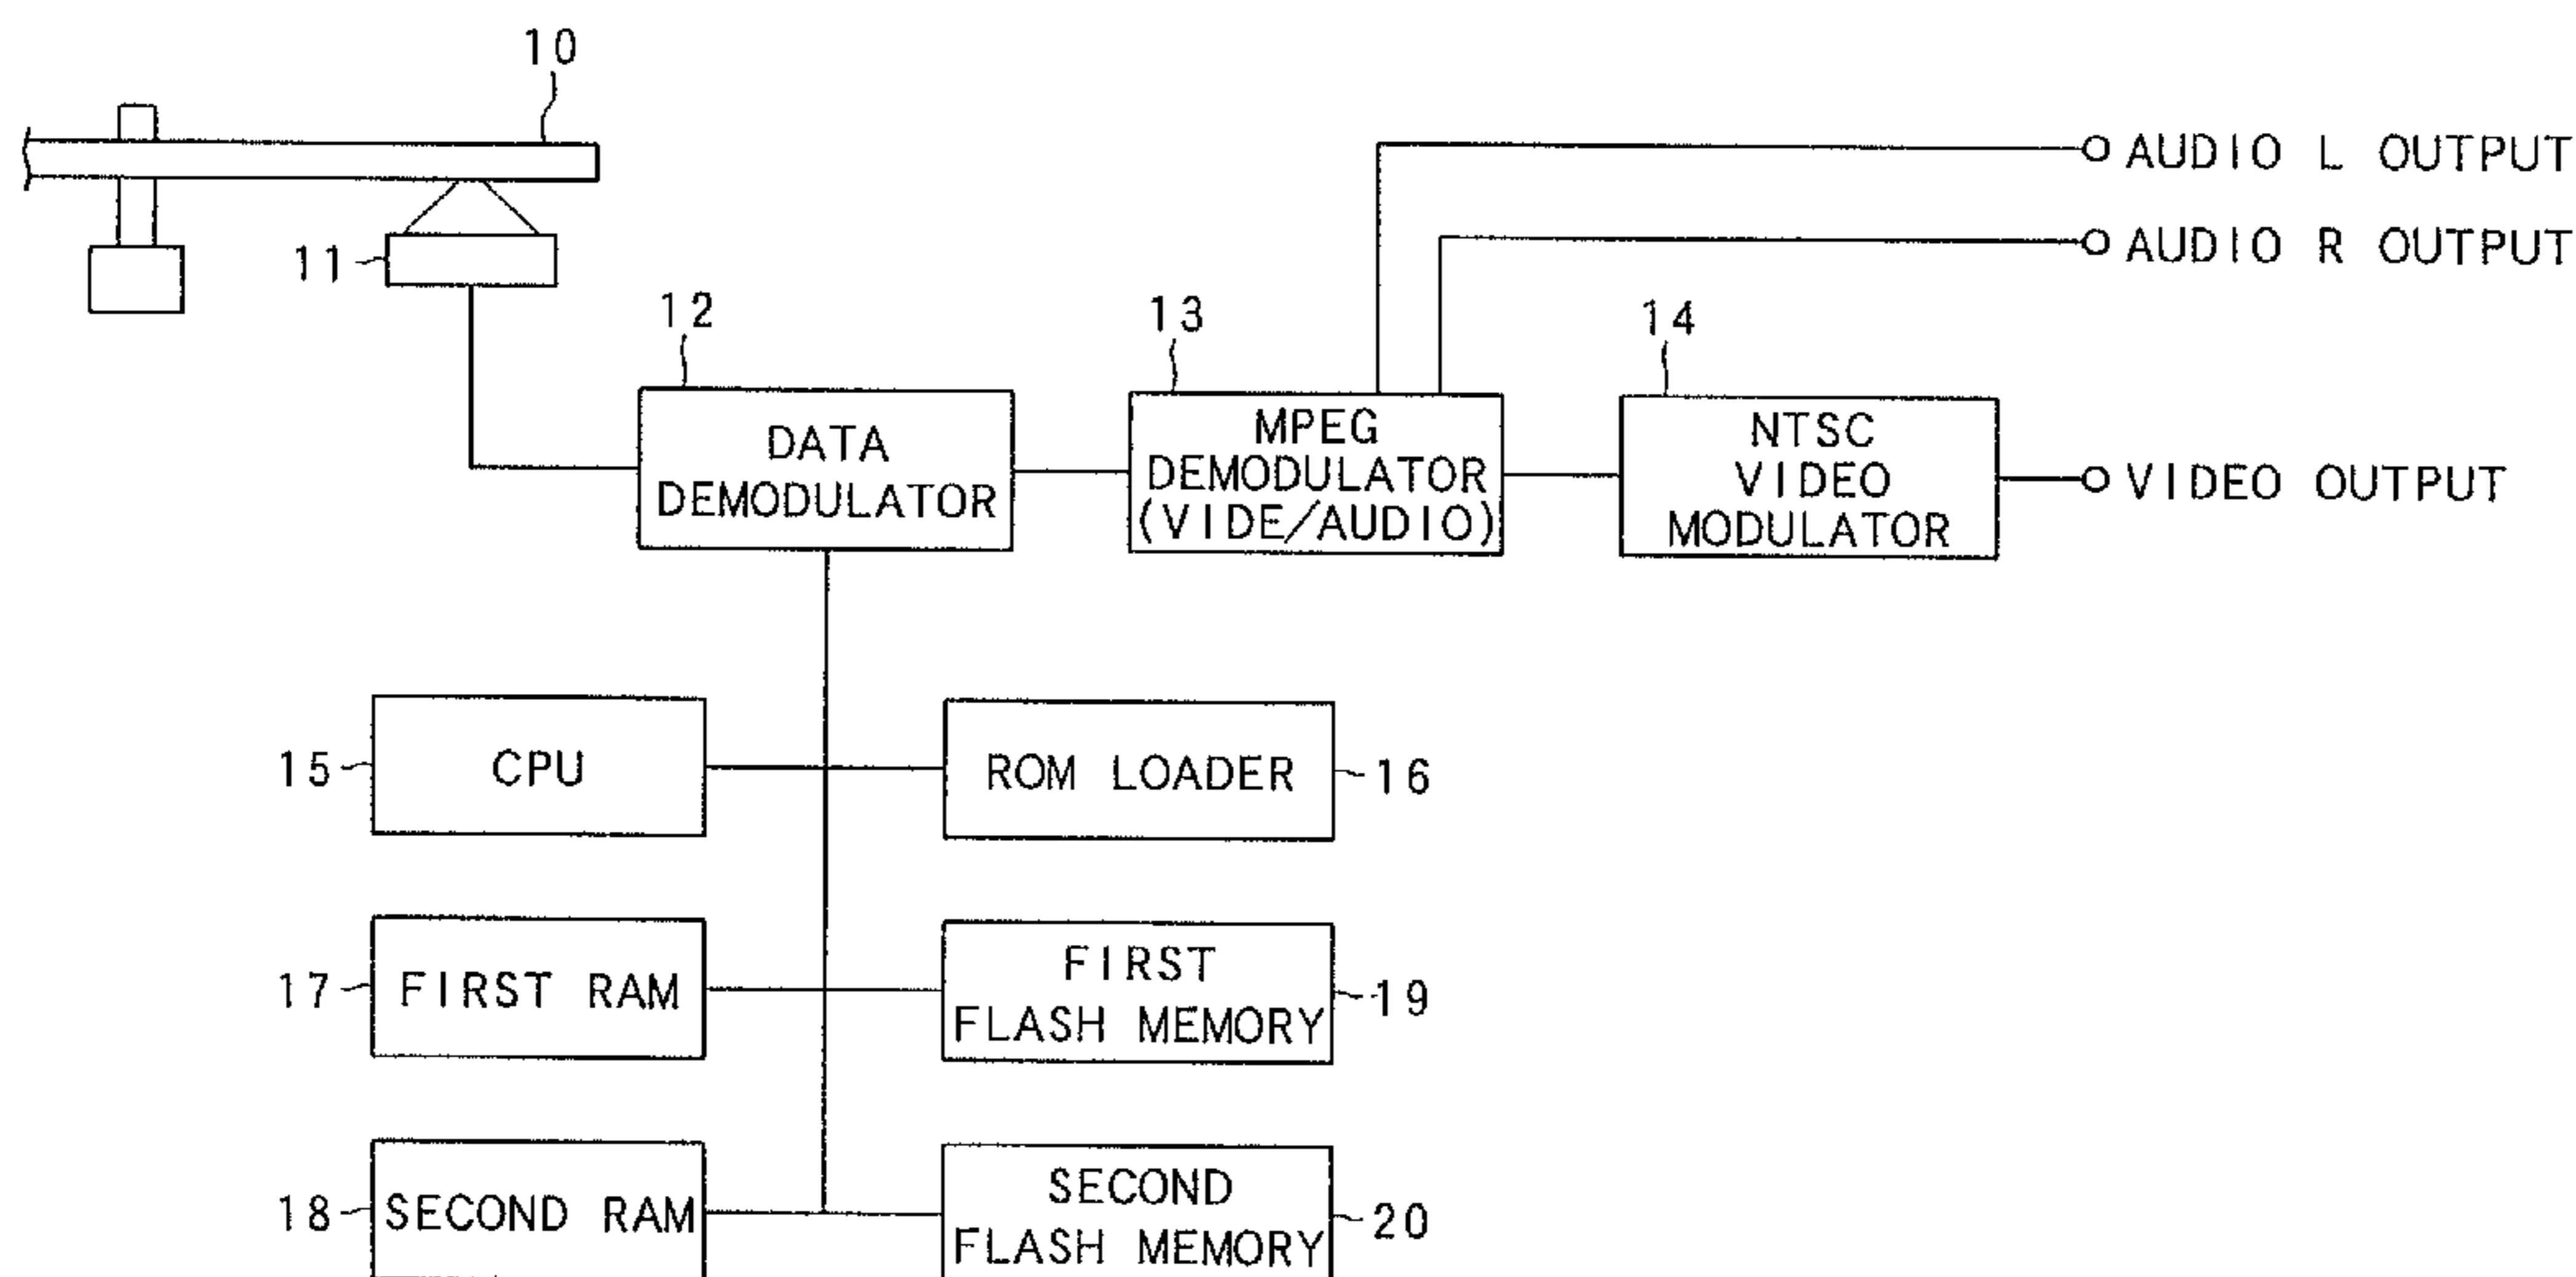 10
AUDIO L OUTPUT
AUDIO R OUTPUT
11
12
13
14
DATA
DEMODULATOR
MPEG
DEMODULATOR
(VIDE/AUDIO)
NTSC
VIDEO
MODULATOR
VIDEO OUTPUT
15
CPU
ROM LOADER
16
17
FIRST RAM
FIRST
FLASH MEMORY
19
18
SECOND RAM
SECOND
FLASH MEMORY
20